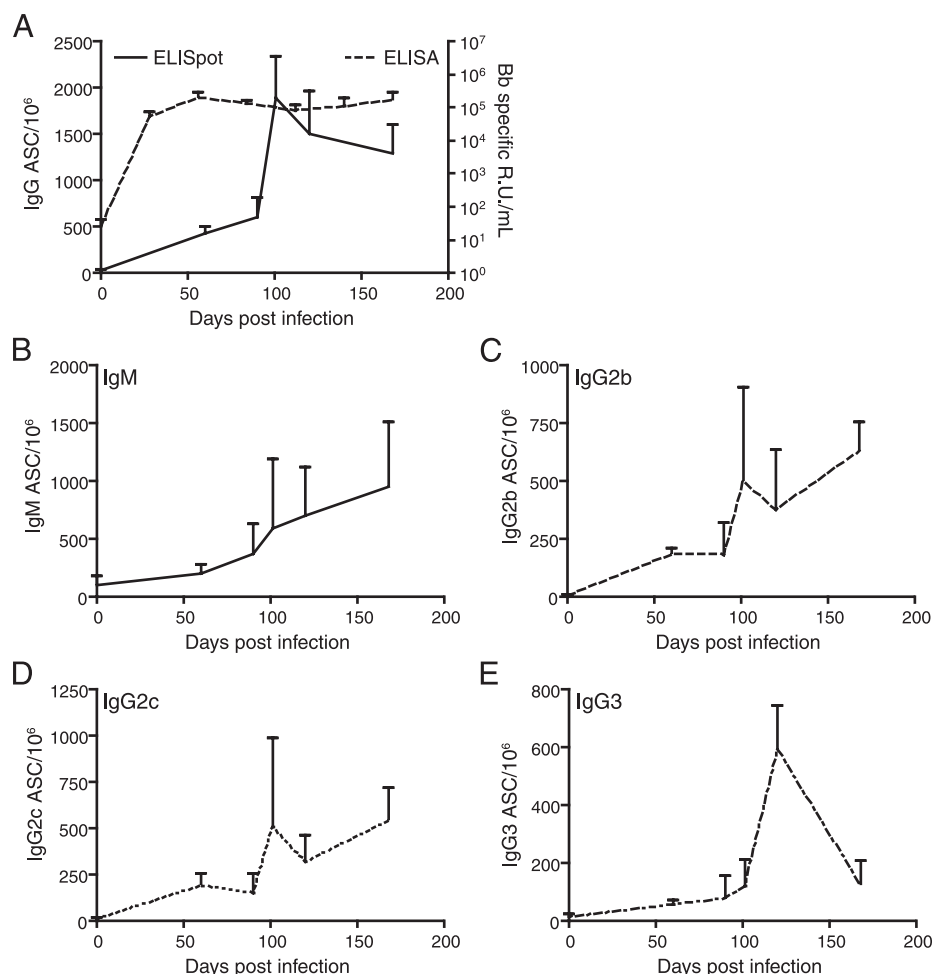 A
ELISpot
ELISA
IgG ASC/10⁶
2500
2000
1500
1000
500
0
10⁷
10⁶
10⁵
10⁴
10³
10²
10¹
10⁰
Bb specific R.U./mL
0 50 100 150 200
Days post infection
B
IgM
IgM ASC/10⁶
2000
1500
1000
500
0
0 50 100 150 200
Days post infection
C
IgG2b
IgG2b ASC/10⁶
1000
750
500
250
0
0 50 100 150 200
Days post infection
D
IgG2c
IgG2c ASC/10⁶
1250
1000
750
500
250
0
0 50 100 150 200
Days post infection
E
IgG3
IgG3 ASC/10⁶
800
600
400
200
0
0 50 100 150 200
Days post infection